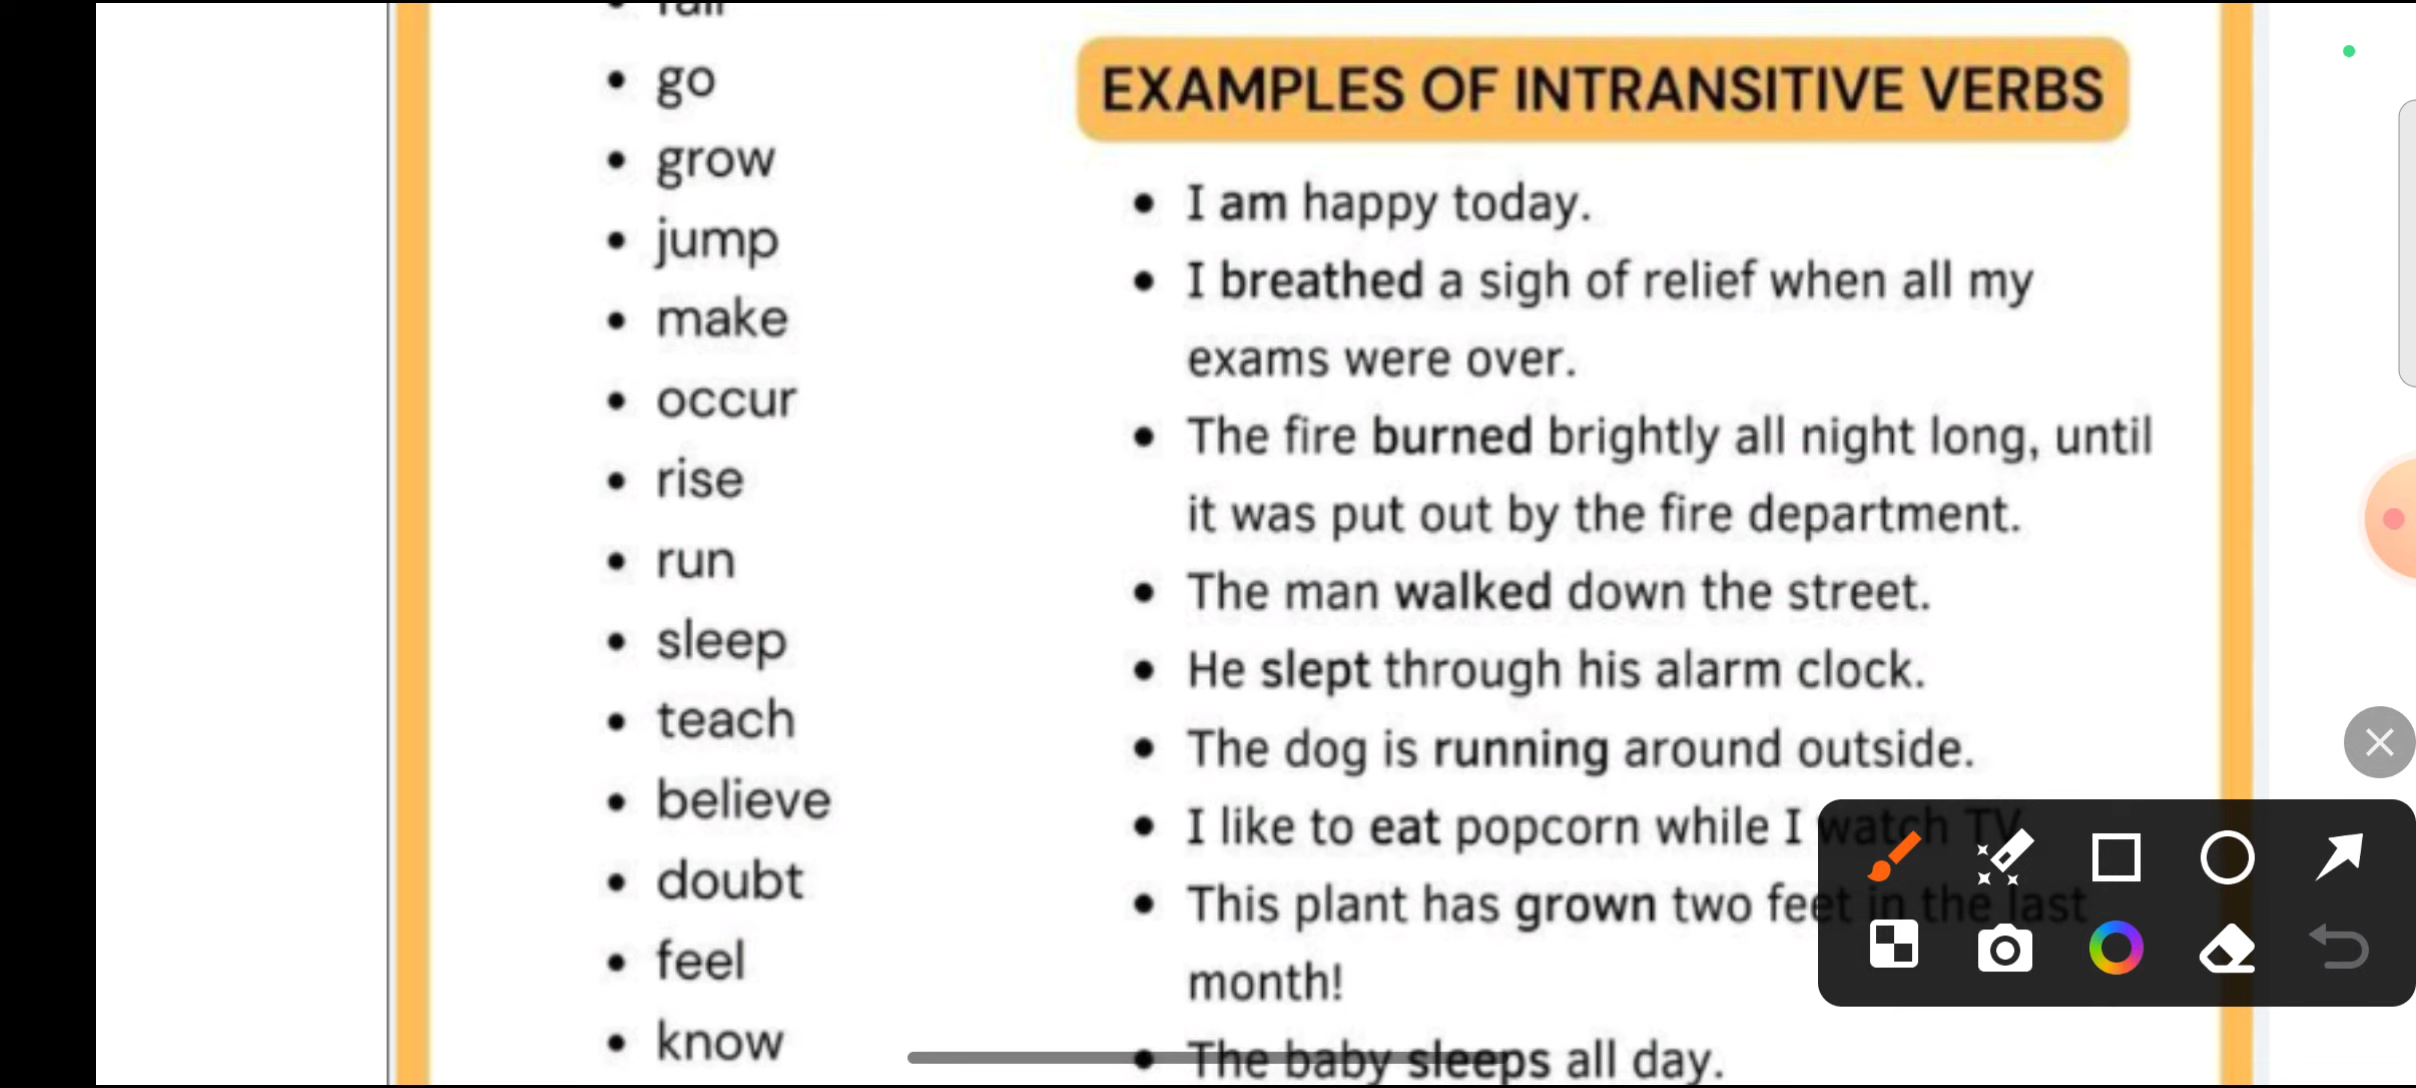 fall
go
grow
jump
make
occur
rise
run
sleep
teach
believe
doubt
feel
know
EXAMPLES OF INTRANSITIVE VERBS
I am happy today.
I breathed a sigh of relief when all my
exams were over.
The fire burned brightly all night long, until
it was put out by the fire department.
The man walked down the street.
He slept through his alarm clock.
The dog is running around outside.
I like to eat popcorn while I watch TV
This plant has grown two feet in the last
month!
The baby sleeps all day.